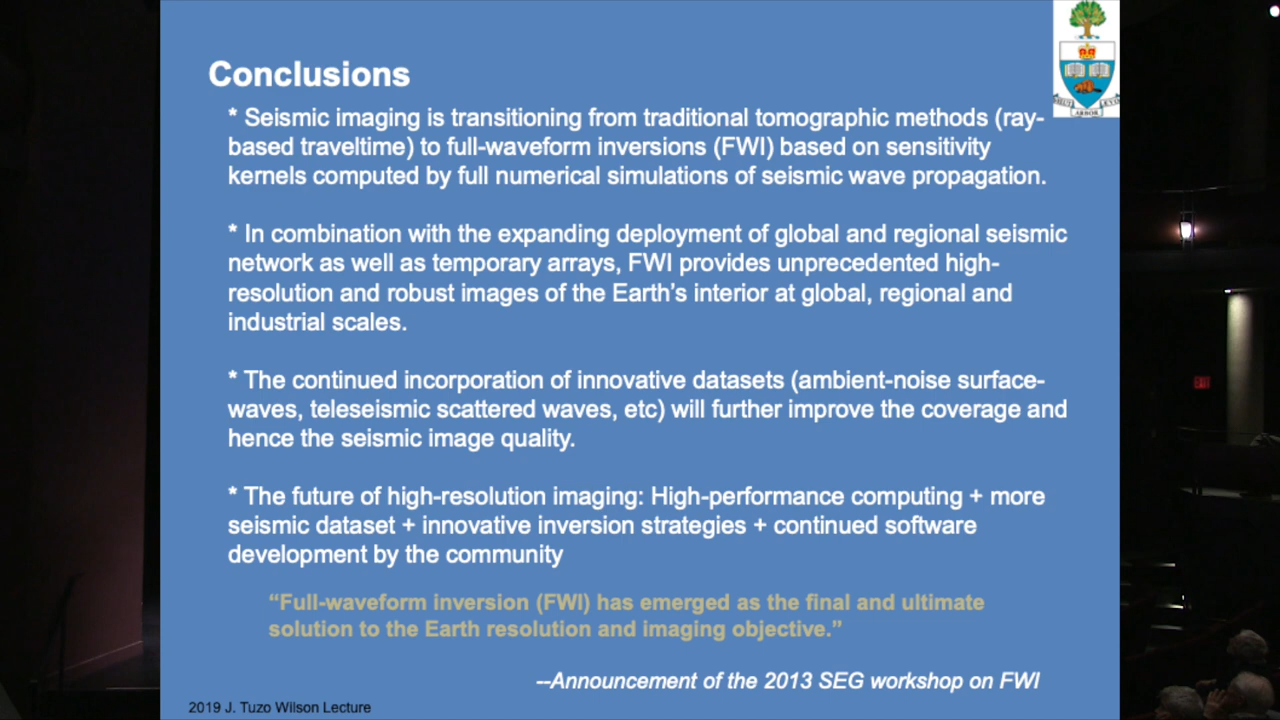 Conclusions
* Seismic imaging is transitioning from traditional tomographic methods (ray-
based traveltime) to full-waveform inversions (FWI) based on sensitivity
kernels computed by full numerical simulations of seismic wave propagation.
* In combination with the expanding deployment of global and regional seismic
network as well as temporary arrays, FWI provides unprecedented high-
resolution and robust images of the Earth's interior at global, regional and
industrial scales.
* The continued incorporation of innovative datasets (ambient-noise surface-
waves, teleseismic scattered waves, etc) will further improve the coverage and
hence the seismic image quality.
* The future of high-resolution imaging: High-performance computing + more
seismic dataset + innovative inversion strategies + continued software
development by the community
“Full-waveform inversion (FWI) has emerged as the final and ultimate
solution to the Earth resolution and imaging objective.”
--Announcement of the 2013 SEG workshop on FWI
2019 J. Tuzo Wilson Lecture
ARBOR
EXIT